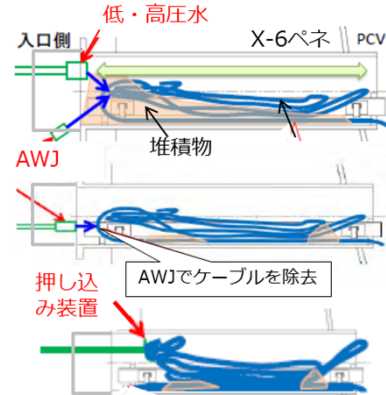 低・高圧水
入口側
X-6ペネ
PCV
堆積物
AWJ
AWJでケーブルを除去
押し込
み装置